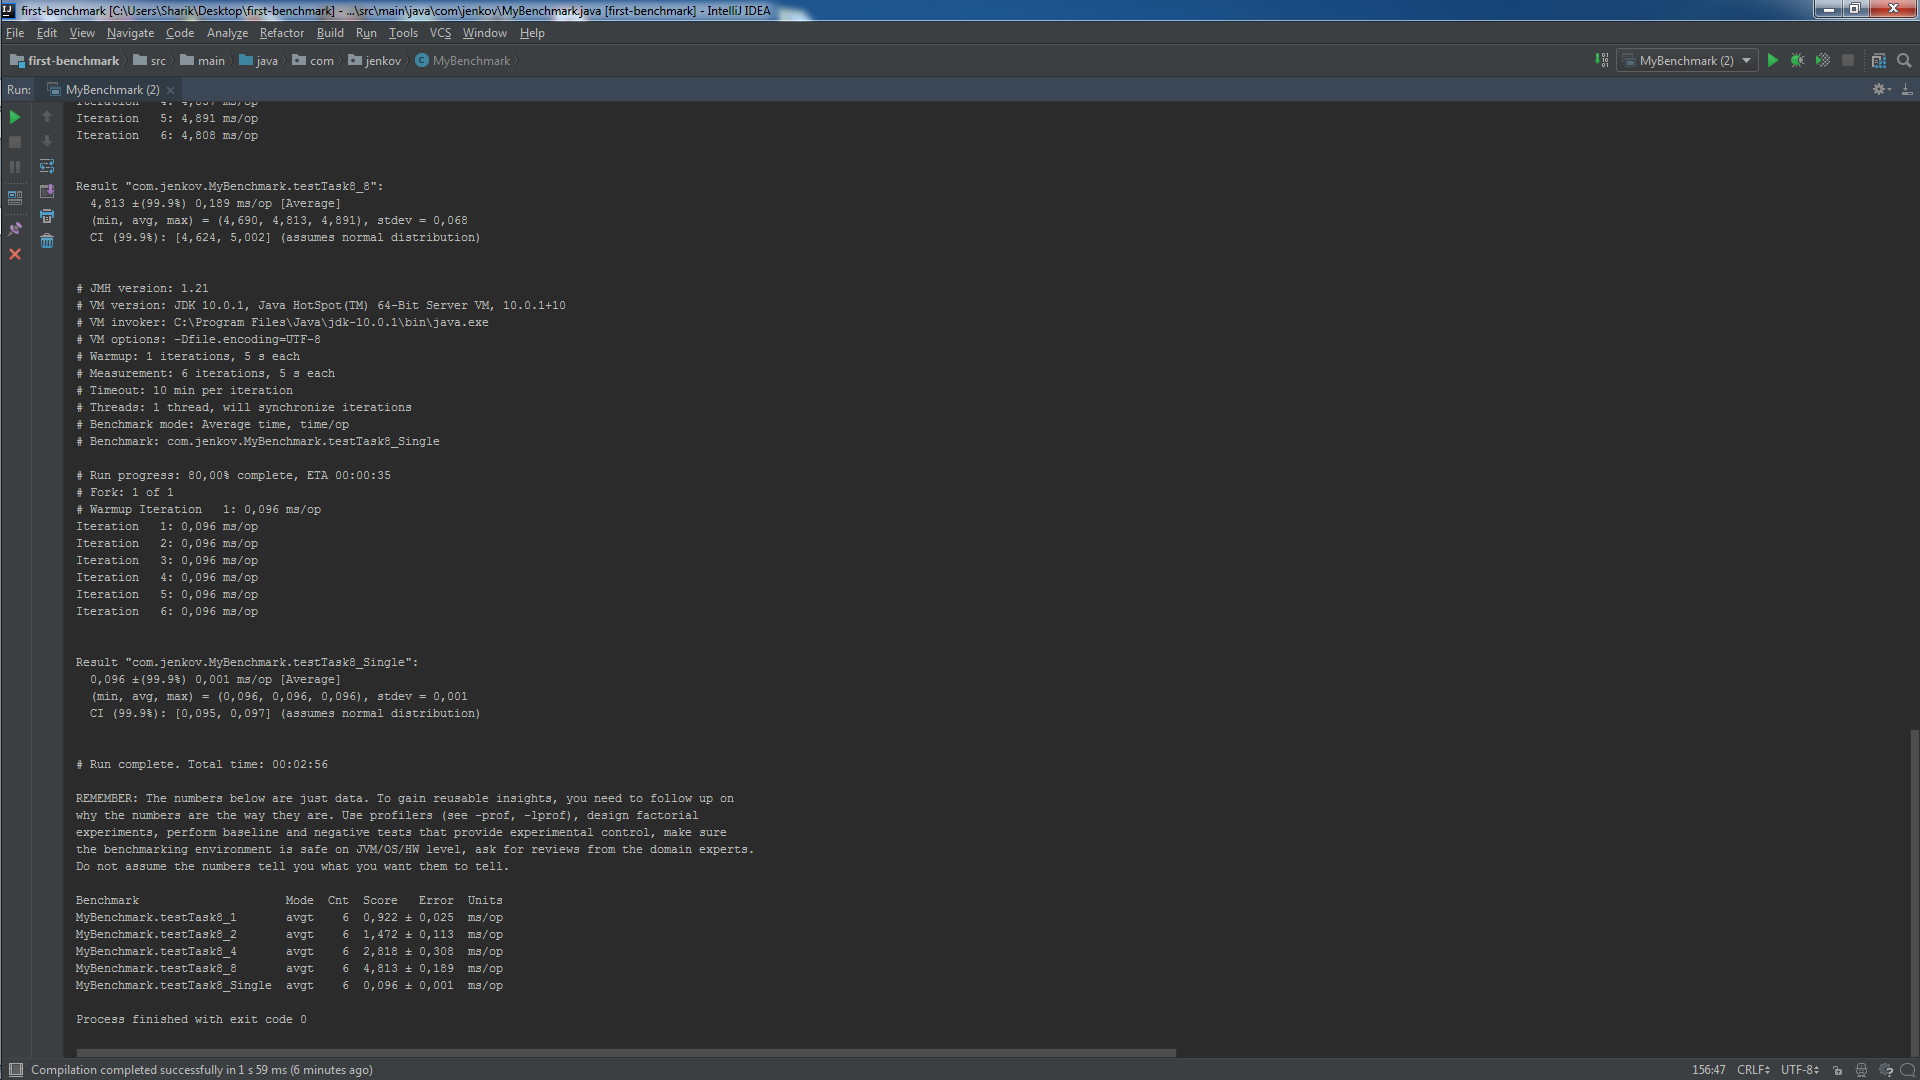 first-benchmark [C:\Users\Sharik\Desktop\first-benchmark] - ...\src\main\java\com\jenkov\MyBenchmark.java [first-benchmark] - IntelliJ IDEA
File Edit View Navigate Code Analyze Refactor Build Run Tools VCS Window Help
first-benchmark src main java com jenkov MyBenchmark MyBenchmark (2)
Run: MyBenchmark (2)
Iteration   4: 4,857 ms/op
Iteration   5: 4,891 ms/op
Iteration   6: 4,808 ms/op
Result "com.jenkov.MyBenchmark.testTask8_8":
4,813 ±(99.9%) 0,189 ms/op [Average]
(min, avg, max) = (4,690, 4,813, 4,891), stdev = 0,068
CI (99.9%): [4,624, 5,002] (assumes normal distribution)
# JMH version: 1.21
# VM version: JDK 10.0.1, Java HotSpot(TM) 64-Bit Server VM, 10.0.1+10
# VM invoker: C:\Program Files\Java\jdk-10.0.1\bin\java.exe
# VM options: -Dfile.encoding=UTF-8
# Warmup: 1 iterations, 5 s each
# Measurement: 6 iterations, 5 s each
# Timeout: 10 min per iteration
# Threads: 1 thread, will synchronize iterations
# Benchmark mode: Average time, time/op
# Benchmark: com.jenkov.MyBenchmark.testTask8_Single
# Run progress: 80,00% complete, ETA 00:00:35
# Fork: 1 of 1
# Warmup Iteration   1: 0,096 ms/op
Iteration   1: 0,096 ms/op
Iteration   2: 0,096 ms/op
Iteration   3: 0,096 ms/op
Iteration   4: 0,096 ms/op
Iteration   5: 0,096 ms/op
Iteration   6: 0,096 ms/op
Result "com.jenkov.MyBenchmark.testTask8_Single":
0,096 ±(99.9%) 0,001 ms/op [Average]
(min, avg, max) = (0,096, 0,096, 0,096), stdev = 0,001
CI (99.9%): [0,095, 0,097] (assumes normal distribution)
# Run complete. Total time: 00:02:56
REMEMBER: The numbers below are just data. To gain reusable insights, you need to follow up on
why the numbers are the way they are. Use profilers (see -prof, -lprof), design factorial
experiments, perform baseline and negative tests that provide experimental control, make sure
the benchmarking environment is safe on JVM/OS/HW level, ask for reviews from the domain experts.
Do not assume the numbers tell you what you want them to tell.
Benchmark                     Mode  Cnt  Score   Error  Units
MyBenchmark.testTask8_1       avgt    6  0,922 ± 0,025  ms/op
MyBenchmark.testTask8_2       avgt    6  1,472 ± 0,113  ms/op
MyBenchmark.testTask8_4       avgt    6  2,818 ± 0,308  ms/op
MyBenchmark.testTask8_8       avgt    6  4,813 ± 0,189  ms/op
MyBenchmark.testTask8_Single  avgt    6  0,096 ± 0,001  ms/op
Process finished with exit code 0
Compilation completed successfully in 1 s 59 ms (6 minutes ago) 156:47 CRLF UTF-8